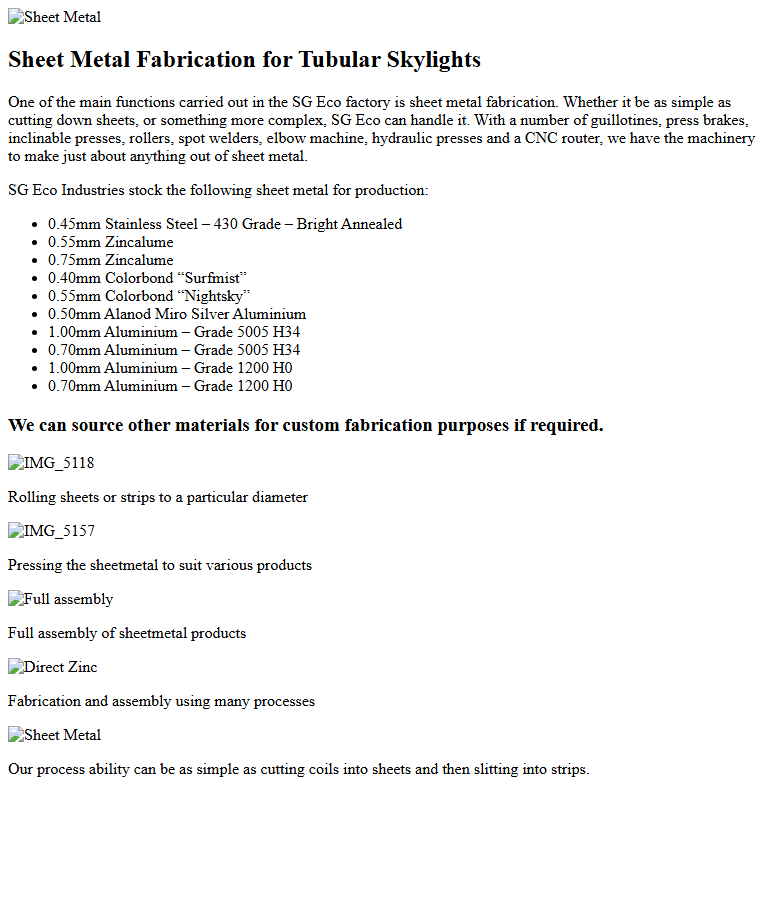 Sheet Metal
Sheet Metal Fabrication for Tubular Skylights
One of the main functions carried out in the SG Eco factory is sheet metal fabrication. Whether it be as simple as
cutting down sheets, or something more complex, SG Eco can handle it. With a number of guillotines, press brakes,
inclinable presses, rollers, spot welders, elbow machine, hydraulic presses and a CNC router, we have the machinery
to make just about anything out of sheet metal.
SG Eco Industries stock the following sheet metal for production:
• 0.45mm Stainless Steel – 430 Grade – Bright Annealed
• 0.55mm Zincalume
• 0.75mm Zincalume
• 0.40mm Colorbond “Surfmist”
• 0.55mm Colorbond “Nightsky”
• 0.50mm Alanod Miro Silver Aluminium
• 1.00mm Aluminium – Grade 5005 H34
• 0.70mm Aluminium – Grade 5005 H34
• 1.00mm Aluminium – Grade 1200 H0
• 0.70mm Aluminium – Grade 1200 H0
We can source other materials for custom fabrication purposes if required.
IMG_5118
Rolling sheets or strips to a particular diameter
IMG_5157
Pressing the sheetmetal to suit various products
Full assembly
Full assembly of sheetmetal products
Direct Zinc
Fabrication and assembly using many processes
Sheet Metal
Our process ability can be as simple as cutting coils into sheets and then slitting into strips.